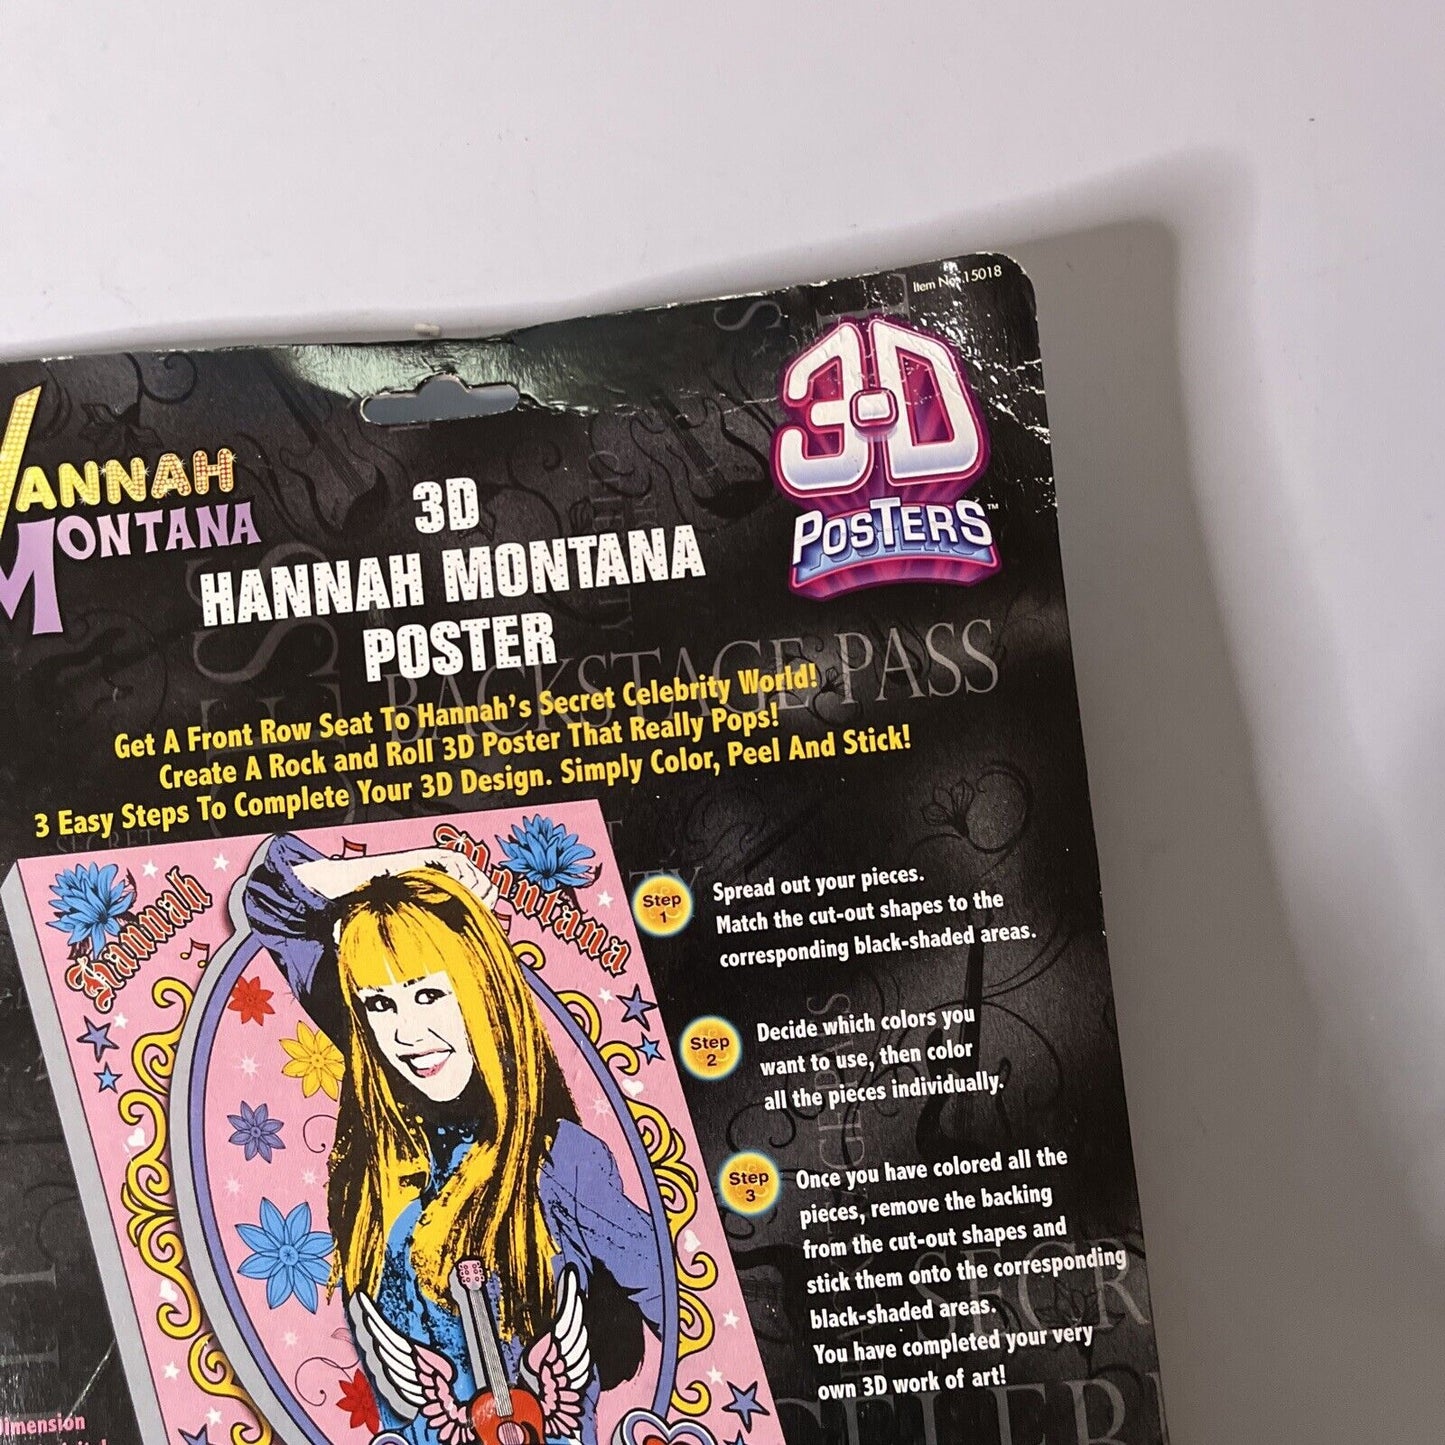 Item No. 15018
HANNAH
MONTANA
3-D
POSTERS™
3D
HANNAH MONTANA
POSTER
BACKSTAGE PASS
Get A Front Row Seat To Hannah's Secret Celebrity World!
Create A Rock and Roll 3D Poster That Really Pops!
3 Easy Steps To Complete Your 3D Design. Simply Color, Peel And Stick!
Hannah
Montana
Step
1
Spread out your pieces.
Match the cut-out shapes to the
corresponding black-shaded areas.
Step
2
Decide which colors you
want to use, then color
all the pieces individually.
Step
3
Once you have colored all the
pieces, remove the backing
from the cut-out shapes and
stick them onto the corresponding
black-shaded areas.
You have completed your very
own 3D work of art!